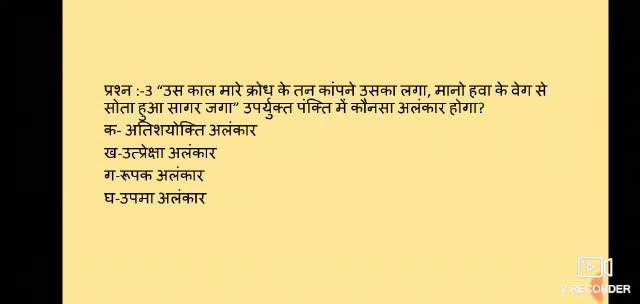 प्रश्न :-3 “उस काल मारे क्रोध के तन कांपने उसका लगा, मानो हवा के वेग से
सोता हुआ सागर जगा” उपर्युक्त पंक्ति में कौनसा अलंकार होगा?
क- अतिशयोक्ति अलंकार
ख-उत्प्रेक्षा अलंकार
ग-रूपक अलंकार
घ-उपमा अलंकार
V RECORDER